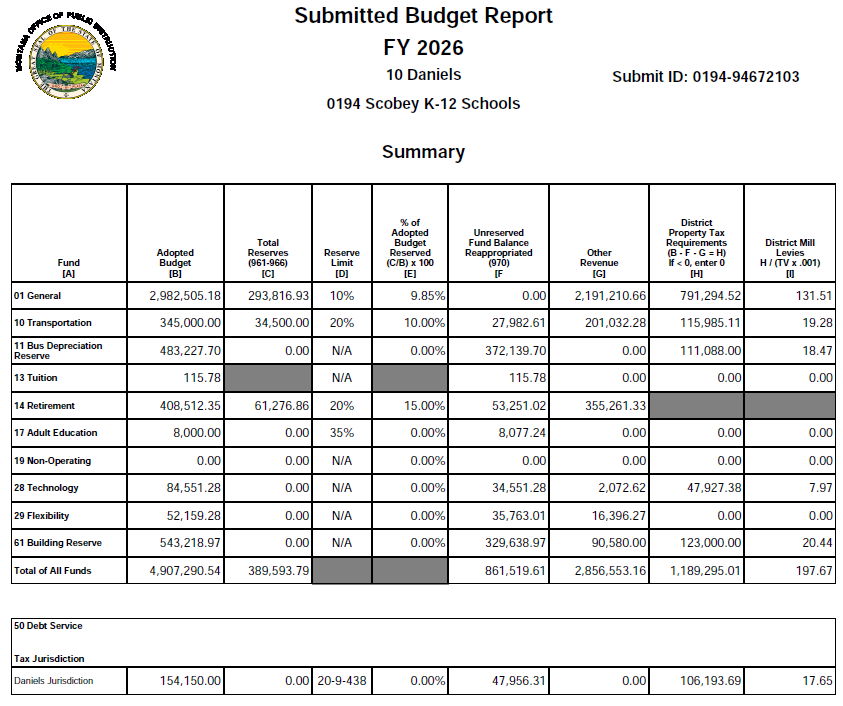 MONTANA OFFICE OF PUBLIC INSTRUCTION
Submitted Budget Report
FY 2026
10 Daniels
Submit ID: 0194-94672103
0194 Scobey K-12 Schools
Summary
Fund [A] Adopted Budget [B] Total Reserves (961-966) [C] Reserve Limit [D] % of Adopted Budget Reserved (C/B) x 100 [E] Unreserved Fund Balance Reappropriated (970) [F Other Revenue [G] District Property Tax Requirements (B - F - G = H) If < 0, enter 0 [H] District Mill Levies H / (TV x .001) [I]
01 General 2,982,505.18 293,816.93 10% 9.85% 0.00 2,191,210.66 791,294.52 131.51
10 Transportation 345,000.00 34,500.00 20% 10.00% 27,982.61 201,032.28 115,985.11 19.28
11 Bus Depreciation Reserve 483,227.70 0.00 N/A 0.00% 372,139.70 0.00 111,088.00 18.47
13 Tuition 115.78 N/A 115.78 0.00 0.00 0.00
14 Retirement 408,512.35 61,276.86 20% 15.00% 53,251.02 355,261.33
17 Adult Education 8,000.00 0.00 35% 0.00% 8,077.24 0.00 0.00 0.00
19 Non-Operating 0.00 0.00 N/A 0.00% 0.00 0.00 0.00 0.00
28 Technology 84,551.28 0.00 N/A 0.00% 34,551.28 2,072.62 47,927.38 7.97
29 Flexibility 52,159.28 0.00 N/A 0.00% 35,763.01 16,396.27 0.00 0.00
61 Building Reserve 543,218.97 0.00 N/A 0.00% 329,638.97 90,580.00 123,000.00 20.44
Total of All Funds 4,907,290.54 389,593.79 861,519.61 2,856,553.16 1,189,295.01 197.67
50 Debt Service
Tax Jurisdiction
Daniels Jurisdiction 154,150.00 0.00 20-9-438 0.00% 47,956.31 0.00 106,193.69 17.65